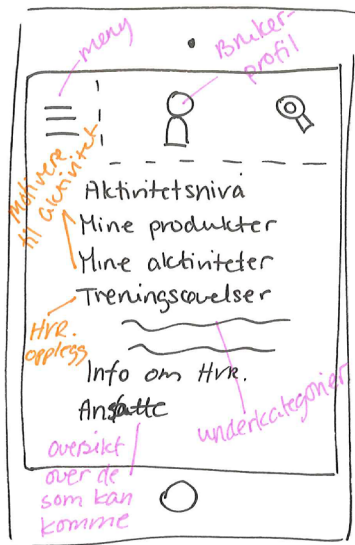 meny
Bruker-
profil
motivere
til aktivitet
Aktivitetsnivå
Mine produkter
Mine aktiviteter
Treningsøvelser
HVR.
opplegg
Info om HVR.
Ansatte
underkategorier
oversikt
over de
som kan
komme